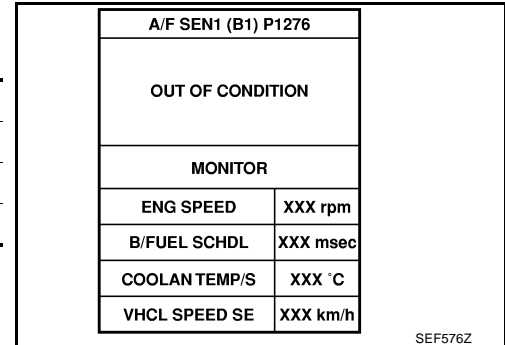 A/F SEN1 (B1) P1276
OUT OF CONDITION
MONITOR
ENG SPEED XXX rpm
B/FUEL SCHDL XXX msec
COOLAN TEMP/S XXX °C
VHCL SPEED SE XXX km/h
SEF576Z